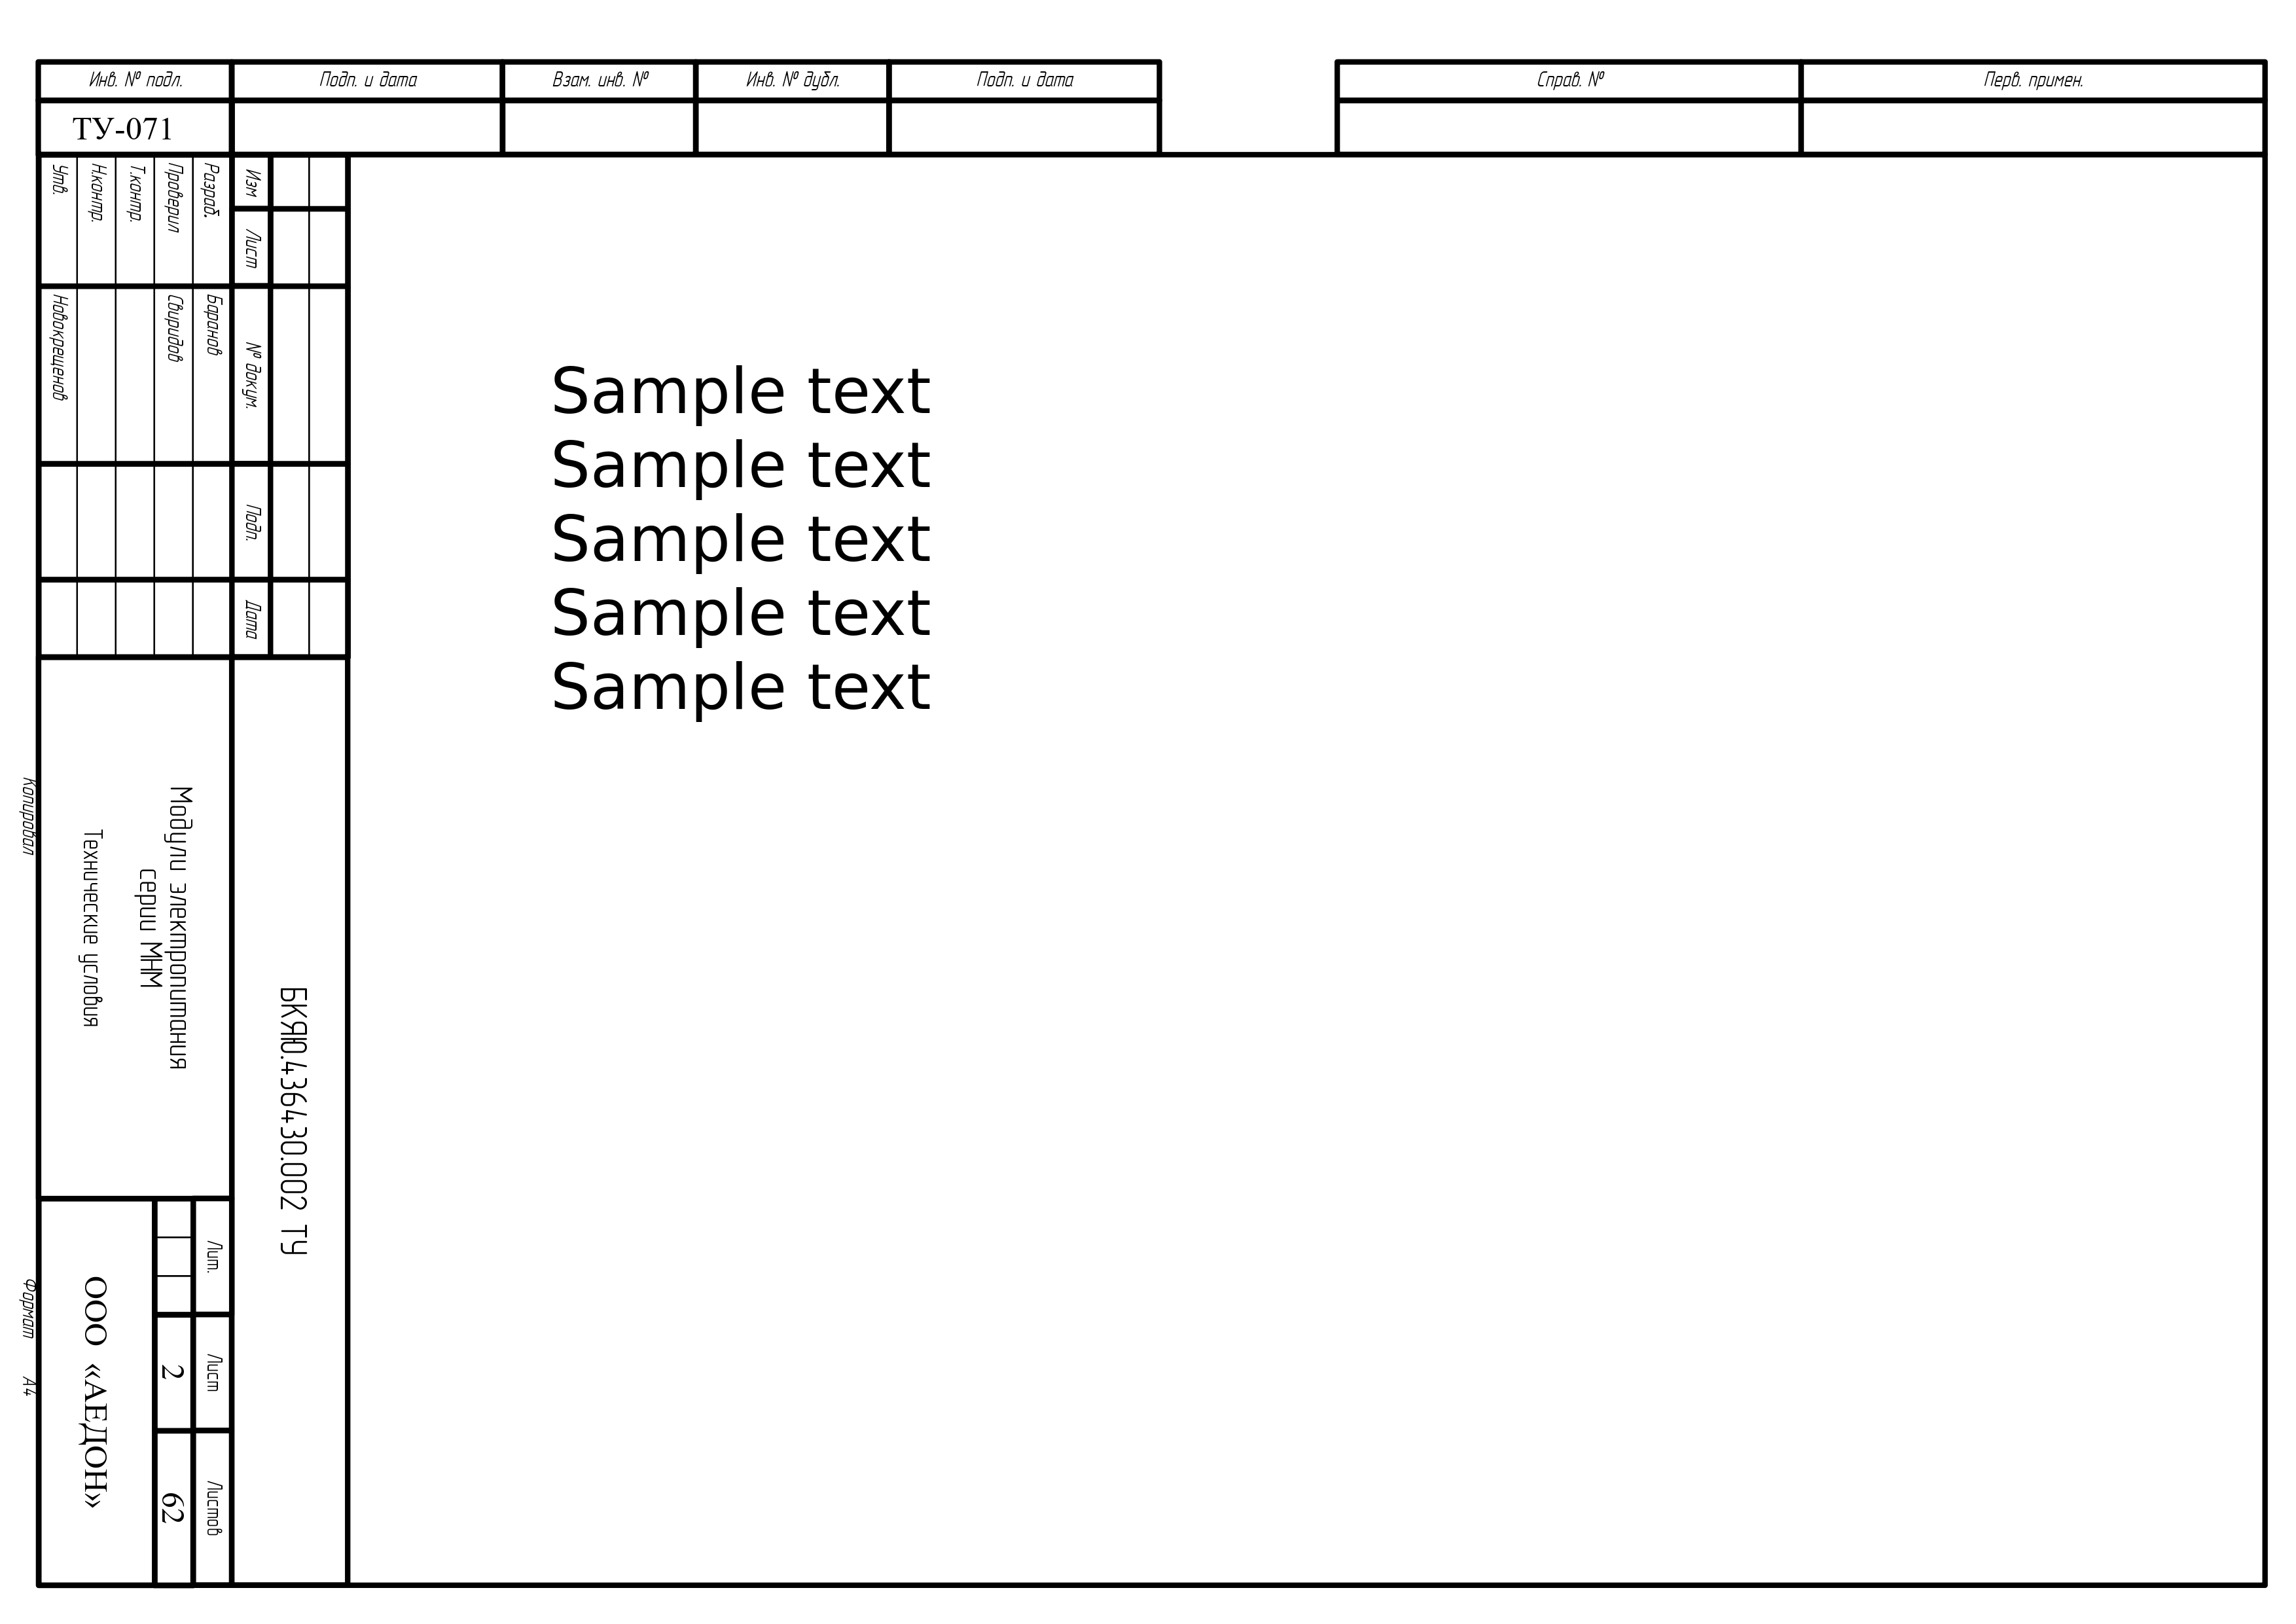 Инв. № подл.
Подп. и дата
Взам. инв. №
Инв. № дубл.
Подп. и дата
Справ. №
Перв. примен.
ТУ-071
Изм
Лист
№ докум.
Подп.
Дата
Разраб.
Баранов
Проверил
Свиридов
Т.контр.
Н.контр.
Утв.
Новокрещенов
Sample text
Sample text
Sample text
Sample text
Sample text
БКЯЮ.436430.002 ТУ
Модули электропитания
серии МНМ
Технические условия
Лит.
Лист
Листов
2
62
ООО «АЕДОН»
Копировал
Формат А4